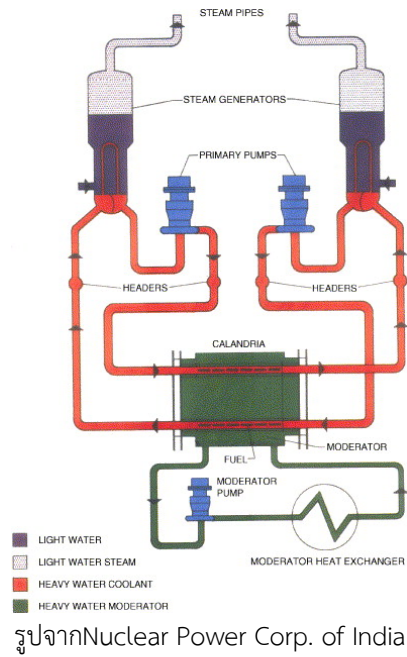 STEAM PIPES
STEAM GENERATORS
PRIMARY PUMPS
HEADERS
HEADERS
CALANDRIA
MODERATOR
FUEL
MODERATOR
PUMP
MODERATOR HEAT EXCHANGER
LIGHT WATER
LIGHT WATER STEAM
HEAVY WATER COOLANT
HEAVY WATER MODERATOR
รูปจากNuclear Power Corp. of India